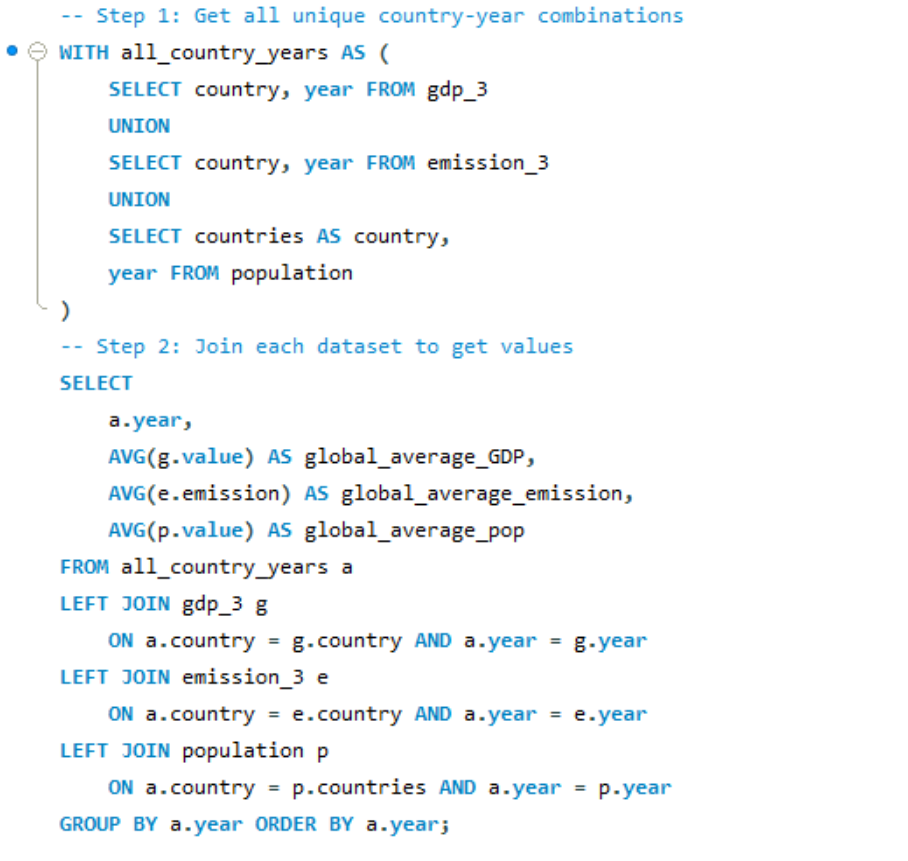 -- Step 1: Get all unique country-year combinations
WITH all_country_years AS (
    SELECT country, year FROM gdp_3
    UNION
    SELECT country, year FROM emission_3
    UNION
    SELECT countries AS country,
    year FROM population
)
-- Step 2: Join each dataset to get values
SELECT
    a.year,
    AVG(g.value) AS global_average_GDP,
    AVG(e.emission) AS global_average_emission,
    AVG(p.value) AS global_average_pop
FROM all_country_years a
LEFT JOIN gdp_3 g
    ON a.country = g.country AND a.year = g.year
LEFT JOIN emission_3 e
    ON a.country = e.country AND a.year = e.year
LEFT JOIN population p
    ON a.country = p.countries AND a.year = p.year
GROUP BY a.year ORDER BY a.year;